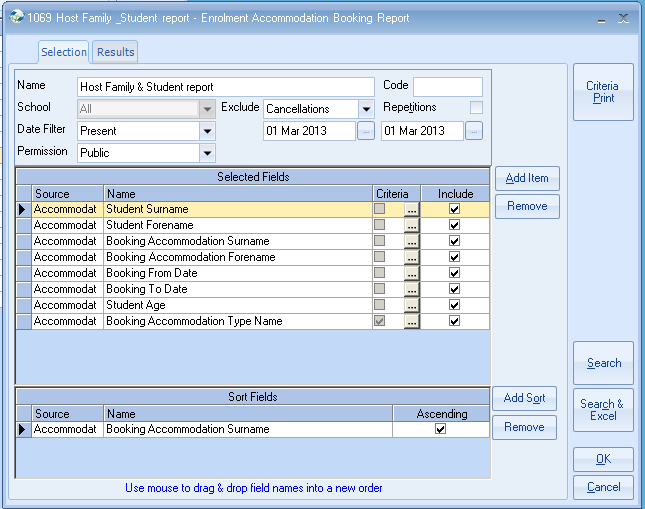 1069 Host Family _Student report - Enrolment Accommodation Booking Report
Selection Results
Name Host Family & Student report Code
School All Exclude Cancellations Repetitions
Date Filter Present 01 Mar 2013 ... 01 Mar 2013 ...
Permission Public
Criteria Print
Selected Fields
Source Name Criteria Include
Accommodat Student Surname ...
Accommodat Student Forename ...
Accommodat Booking Accommodation Surname ...
Accommodat Booking Accommodation Forename ...
Accommodat Booking From Date ...
Accommodat Booking To Date ...
Accommodat Student Age ...
Accommodat Booking Accommodation Type Name ...
Add Item
Remove
Sort Fields
Source Name Ascending
Accommodat Booking Accommodation Surname
Add Sort
Remove
Use mouse to drag & drop field names into a new order
Search
Search & Excel
OK
Cancel